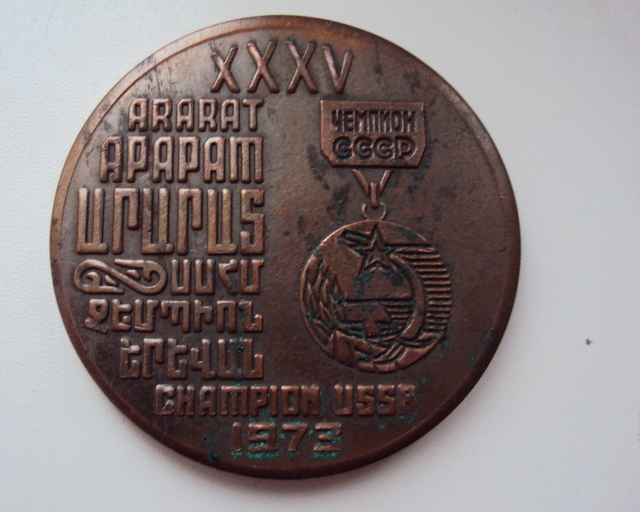 XXXV
ARARAT
АРАРАТ
ԱՐԱՐԱՏ
ՍՍՀՄ
ՉԵՄՊԻՈՆ
ԵՐԵՎԱՆ
CHAMPION USSR
1973
ЧЕМПИОН
СССР